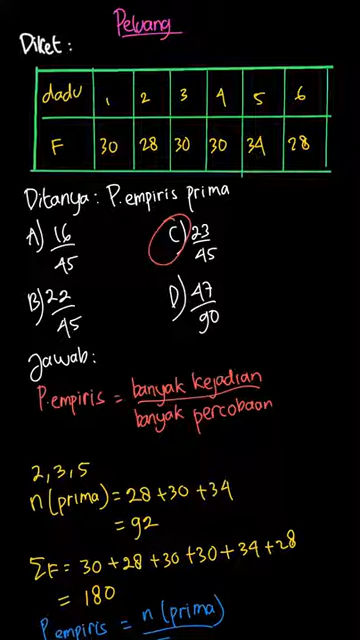 Peluang
Diket:
dadu 1 2 3 4 5 6
F 30 28 30 30 34 28
Ditanya: P.empiris prima
A) 16/45 C) 23/45
B) 22/45 D) 47/90
Jawab:
P.empiris = banyak kejadian / banyak percobaan
2, 3, 5
n(prima) = 28 + 30 + 34
= 92
ΣF = 30 + 28 + 30 + 30 + 34 + 28
= 180
P empiris = n(prima)